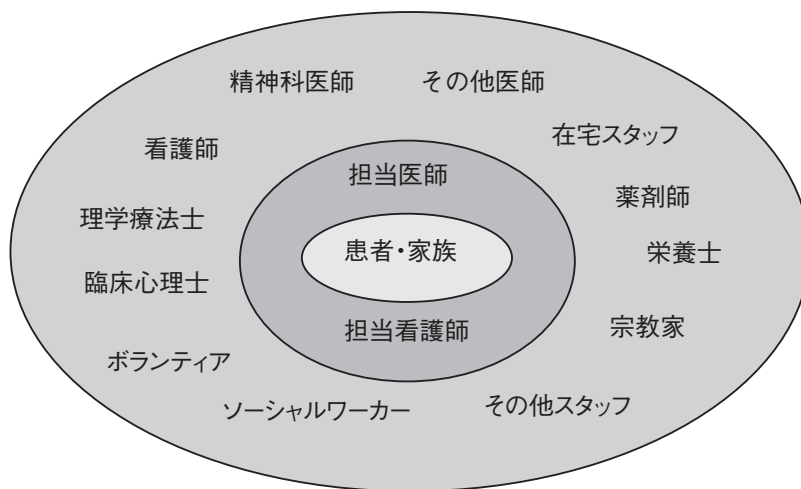 精神科医師
その他医師
在宅スタッフ
看護師
担当医師
薬剤師
理学療法士
患者・家族
栄養士
臨床心理士
担当看護師
宗教家
ボランティア
ソーシャルワーカー
その他スタッフ